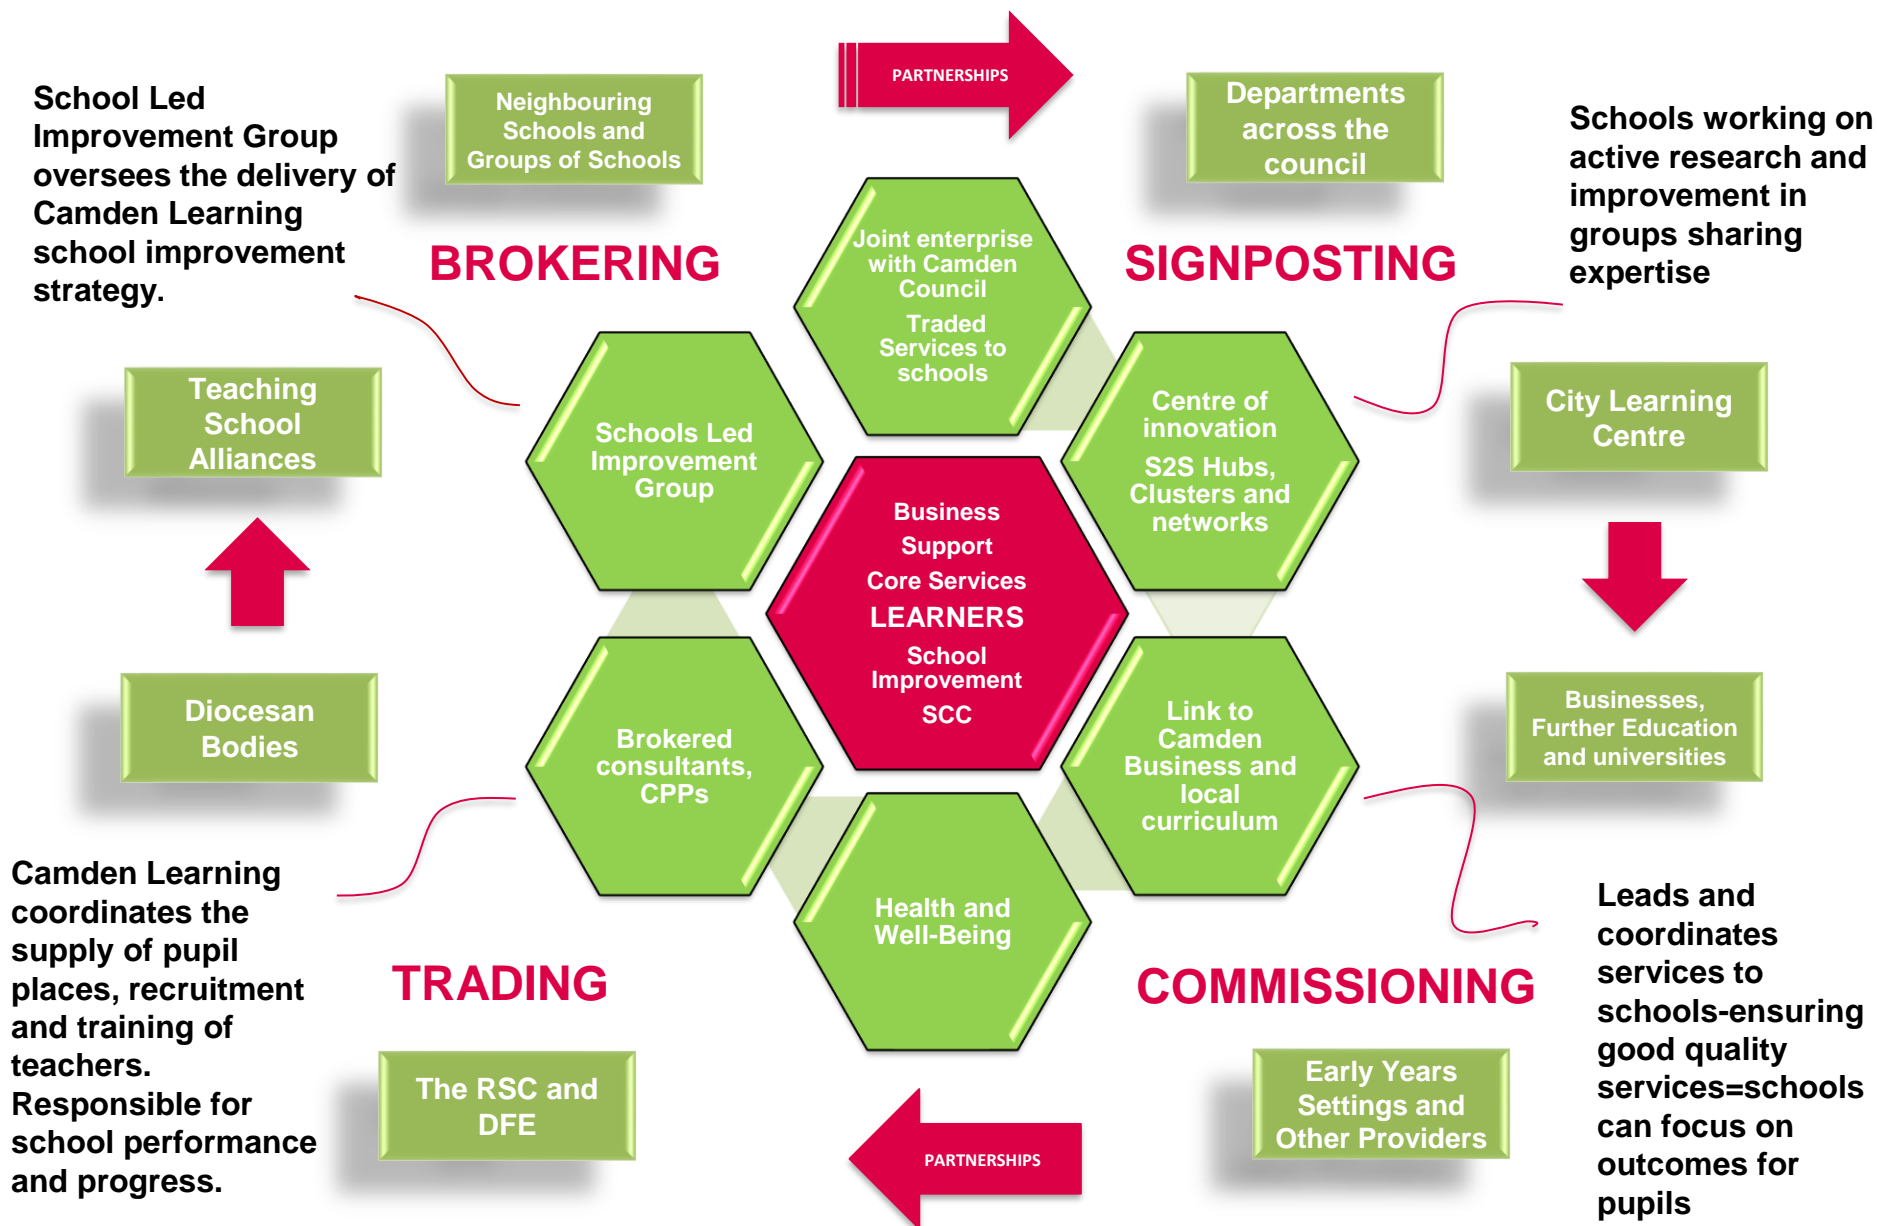 PARTNERSHIPS
School Led
Improvement Group
oversees the delivery of
Camden Learning
school improvement
strategy.
Neighbouring
Schools and
Groups of Schools
Departments
across the
council
Schools working on
active research and
improvement in
groups sharing
expertise
BROKERING
SIGNPOSTING
Joint enterprise
with Camden
Council
Traded
Services to
schools
Teaching
School
Alliances
Schools Led
Improvement
Group
Centre of
innovation
S2S Hubs,
Clusters and
networks
City Learning
Centre
Business
Support
Core Services
LEARNERS
School
Improvement
SCC
Diocesan
Bodies
Brokered
consultants,
CPPs
Link to
Camden
Business and
local
curriculum
Businesses,
Further Education
and universities
Health and
Well-Being
Camden Learning
coordinates the
supply of pupil
places, recruitment
and training of
teachers.
Responsible for
school performance
and progress.
TRADING
COMMISSIONING
Leads and
coordinates
services to
schools-ensuring
good quality
services=schools
can focus on
outcomes for
pupils
The RSC and
DFE
Early Years
Settings and
Other Providers
PARTNERSHIPS